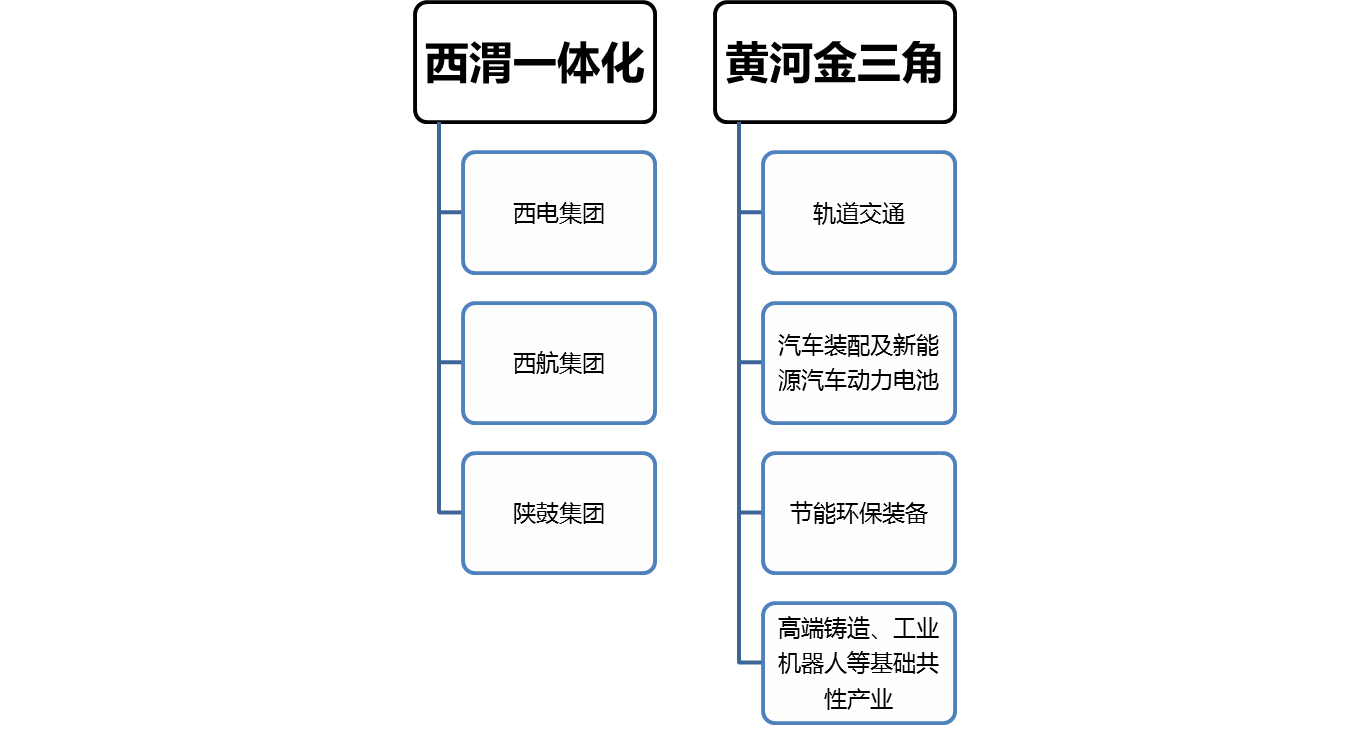 西渭一体化
西电集团
西航集团
陕鼓集团
黄河金三角
轨道交通
汽车装配及新能
源汽车动力电池
节能环保装备
高端铸造、工业
机器人等基础共
性产业